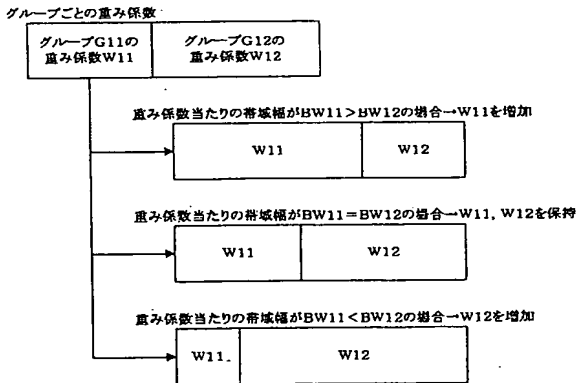 グループごとの重み係数
グループG11の
重み係数W11
グループG12の
重み係数W12
重み係数当たりの帯域幅がBW11>BW12の場合→W11を増加
W11
W12
重み係数当たりの帯域幅がBW11=BW12の場合→W11, W12を保持
W11
W12
重み係数当たりの帯域幅がBW11<BW12の場合→W12を増加
W11
W12